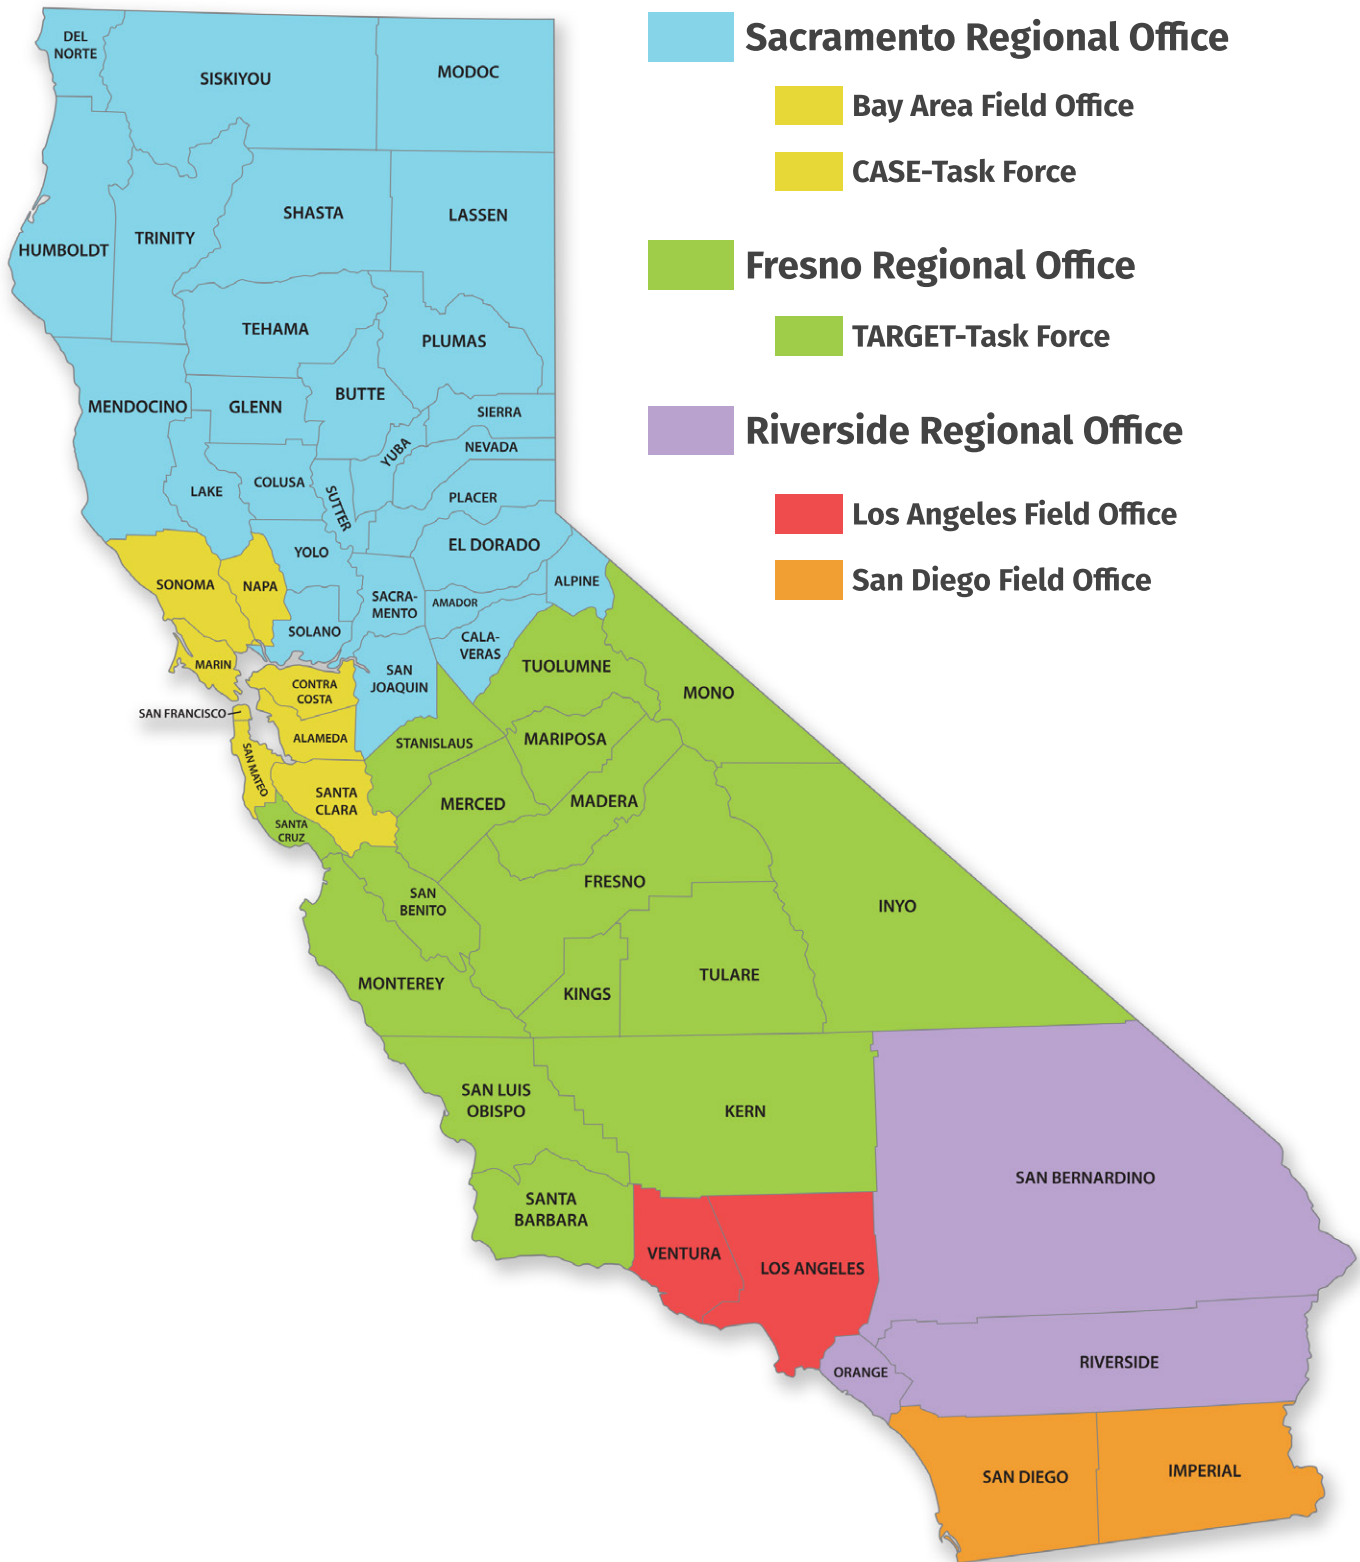 Sacramento Regional Office
Bay Area Field Office
CASE-Task Force
Fresno Regional Office
TARGET-Task Force
Riverside Regional Office
Los Angeles Field Office
San Diego Field Office
DEL
NORTE
SISKIYOU
MODOC
HUMBOLDT
TRINITY
SHASTA
LASSEN
TEHAMA
PLUMAS
MENDOCINO
GLENN
BUTTE
SIERRA
YUBA
NEVADA
LAKE
COLUSA
SUTTER
PLACER
YOLO
EL DORADO
SONOMA
NAPA
ALPINE
SACRA-
MENTO
AMADOR
SOLANO
CALA-
VERAS
MARIN
CONTRA
COSTA
SAN
JOAQUIN
TUOLUMNE
MONO
SAN FRANCISCO
ALAMEDA
STANISLAUS
MARIPOSA
SAN MATEO
SANTA
CLARA
MERCED
MADERA
SANTA
CRUZ
FRESNO
SAN
BENITO
INYO
MONTEREY
KINGS
TULARE
SAN LUIS
OBISPO
KERN
SAN BERNARDINO
SANTA
BARBARA
VENTURA
LOS ANGELES
ORANGE
RIVERSIDE
SAN DIEGO
IMPERIAL